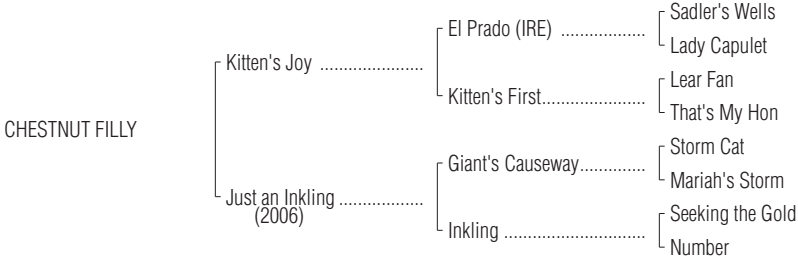 Sadler's Wells
El Prado (IRE) ..................
Lady Capulet
Kitten's Joy ......................
Lear Fan
Kitten's First......................
That's My Hon
CHESTNUT FILLY
Storm Cat
Giant's Causeway..............
Mariah's Storm
Just an Inkling ..................
(2006)
Seeking the Gold
Inkling ..............................
Number